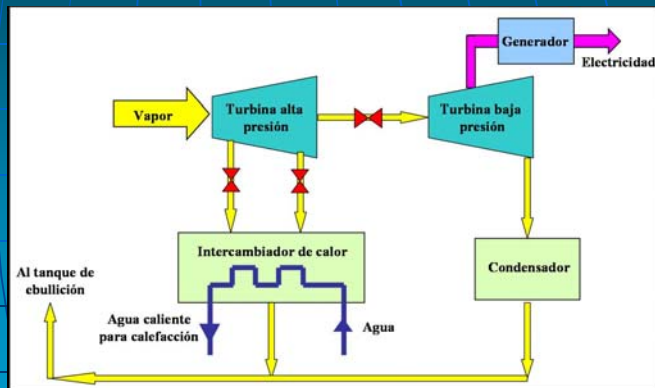 Generador
Electricidad
Vapor
Turbina alta
presión
Turbina baja
presión
Intercambiador de calor
Condensador
Al tanque de
ebullición
Agua caliente
para calefacción
Agua